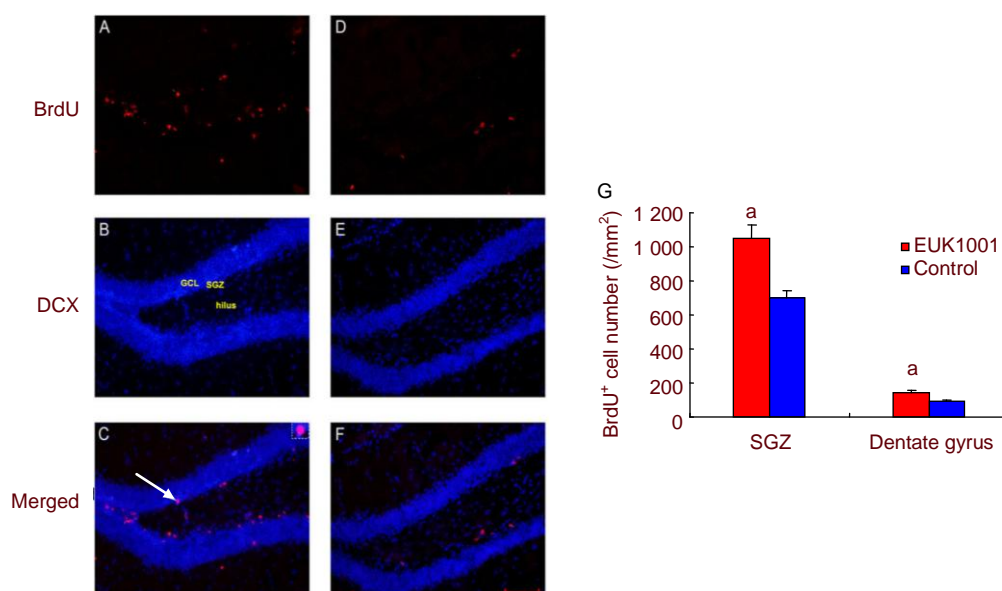 A
D
BrdU
B
E
GCL SGZ
hilus
DCX
C
F
Merged
G
BrdU+ cell number (/mm2)
1 200
1 000
800
600
400
200
0
a
a
EUK1001
Control
SGZ
Dentate gyrus